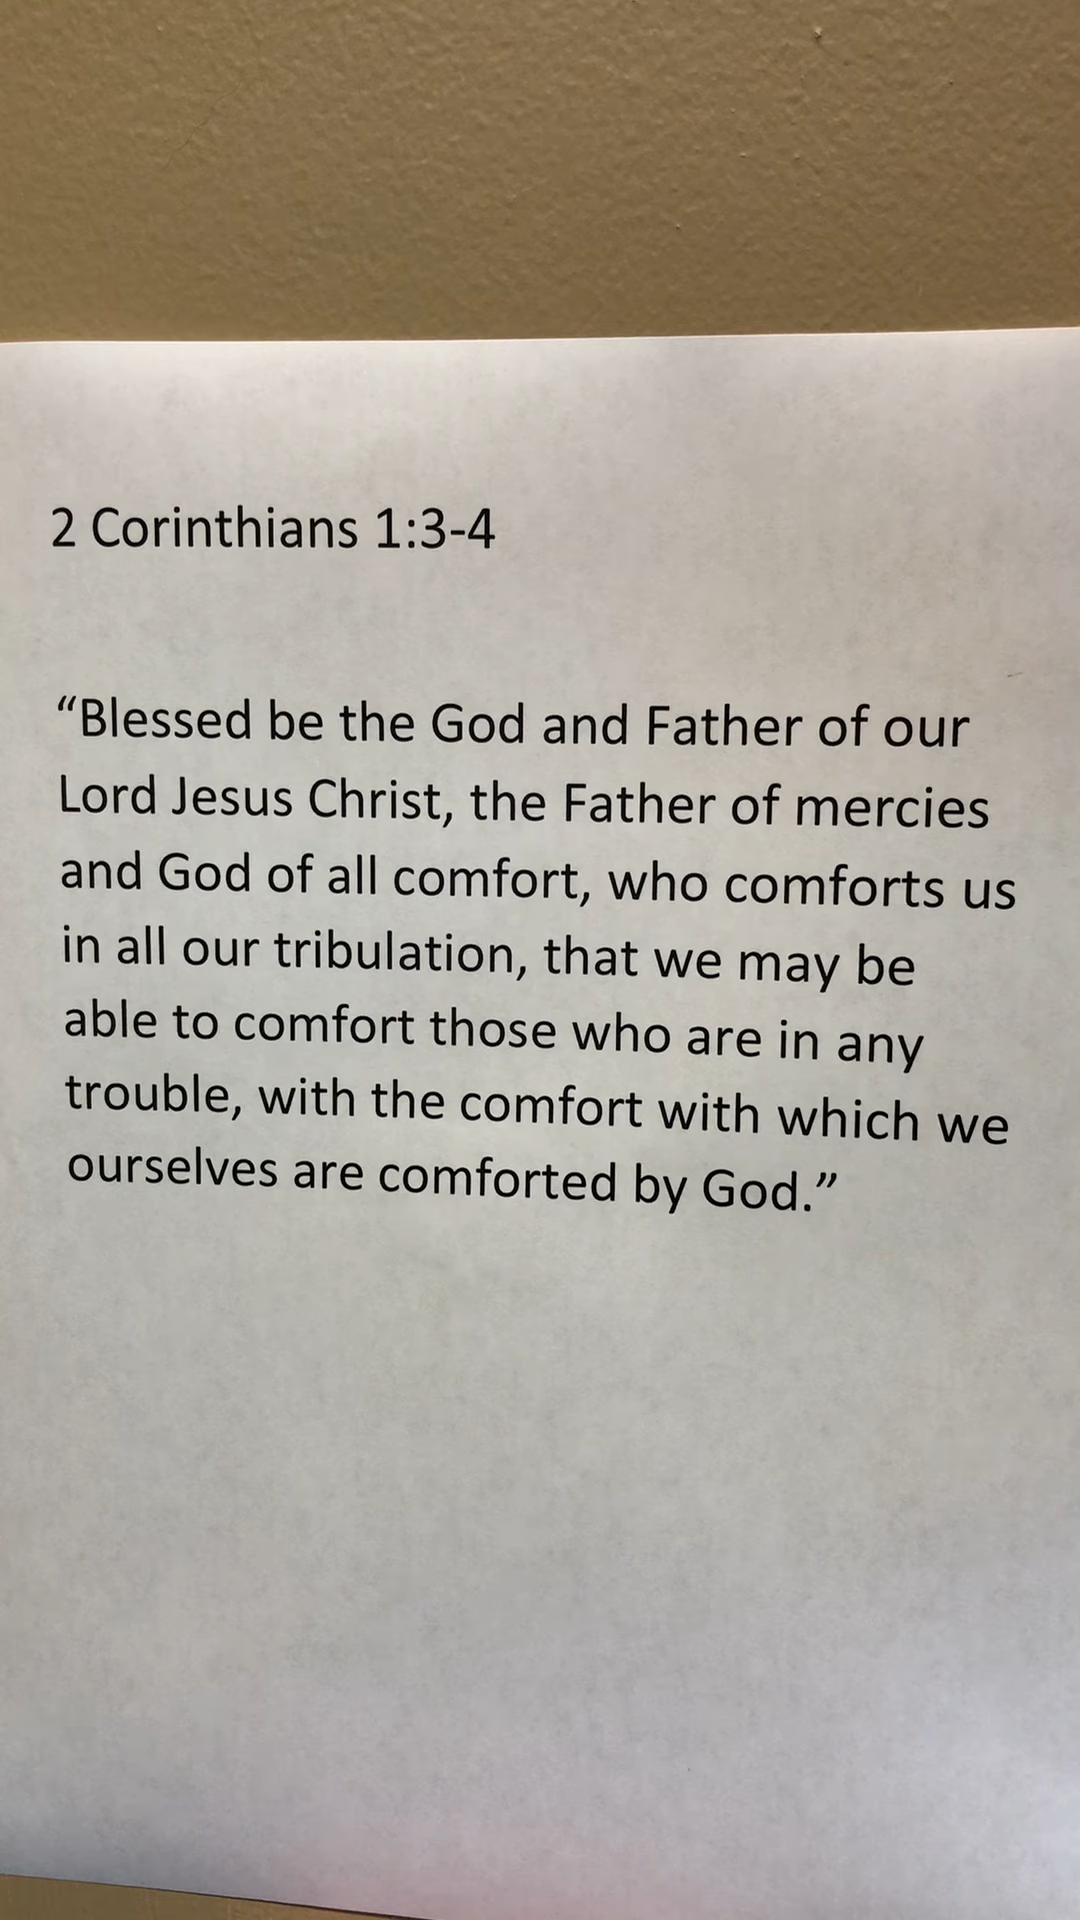 2 Corinthians 1:3-4
“Blessed be the God and Father of our
Lord Jesus Christ, the Father of mercies
and God of all comfort, who comforts us
in all our tribulation, that we may be
able to comfort those who are in any
trouble, with the comfort with which we
ourselves are comforted by God.”